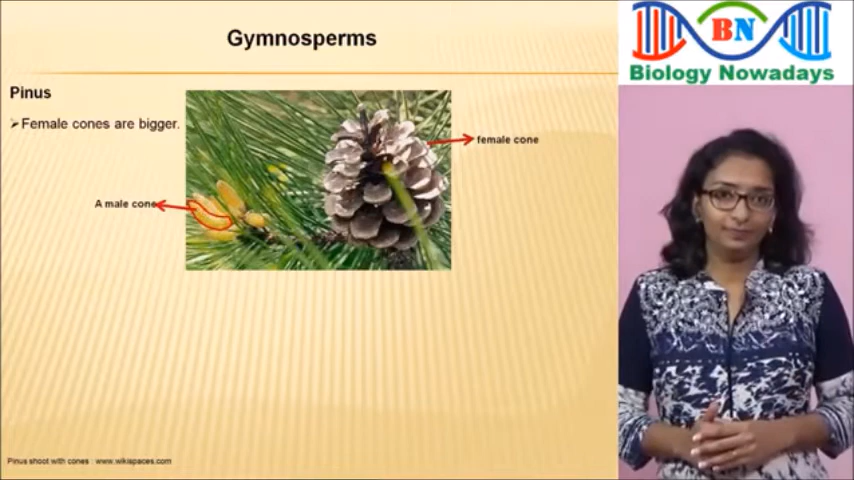 Gymnosperms
BN
Biology Nowadays
Pinus
➢Female cones are bigger.
female cone
A male cone
Pinus shoot with cones : www.wikispaces.com